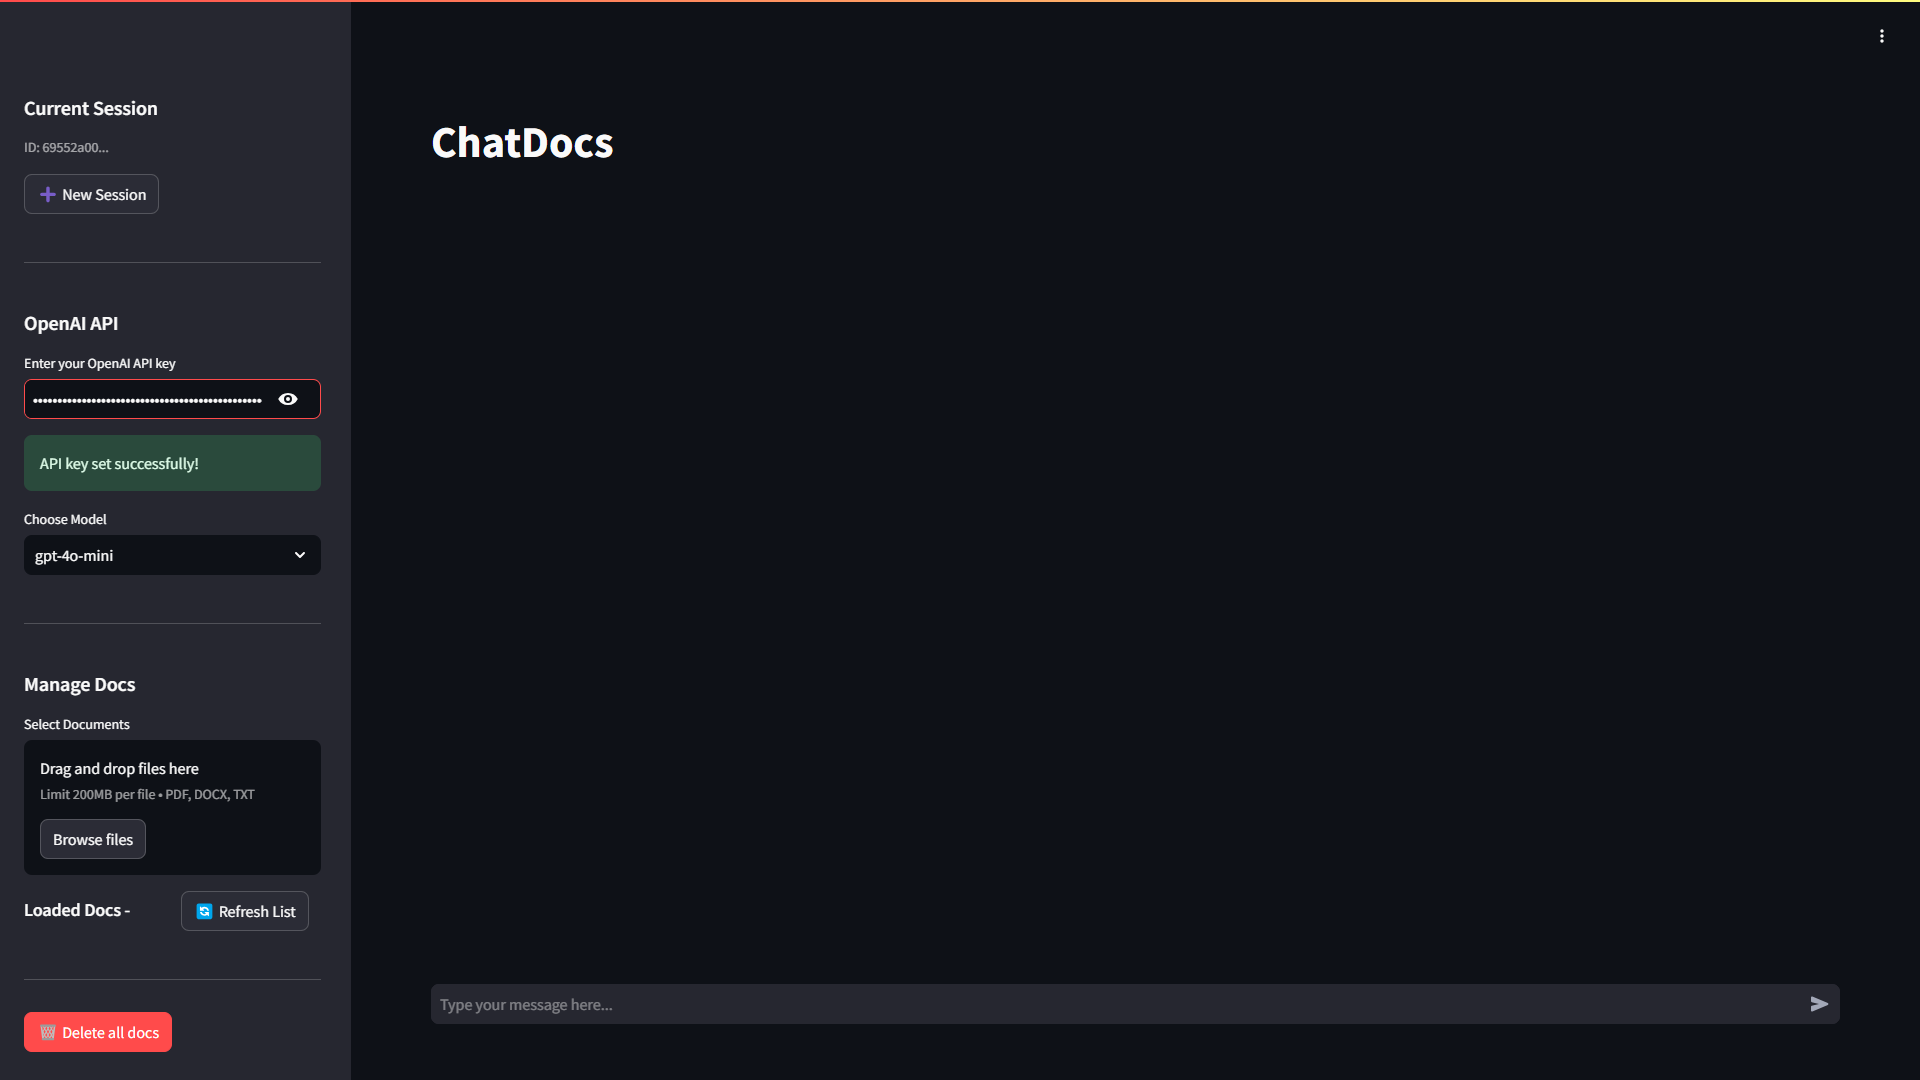 Current Session
ID: 69552a00...
➕ New Session
OpenAI API
Enter your OpenAI API key
••••••••••••••••••••••••••••••••••••••••••••••••
API key set successfully!
Choose Model
gpt-4o-mini
Manage Docs
Select Documents
Drag and drop files here
Limit 200MB per file • PDF, DOCX, TXT
Browse files
Loaded Docs -
🔄 Refresh List
🗑️ Delete all docs
ChatDocs
Type your message here...